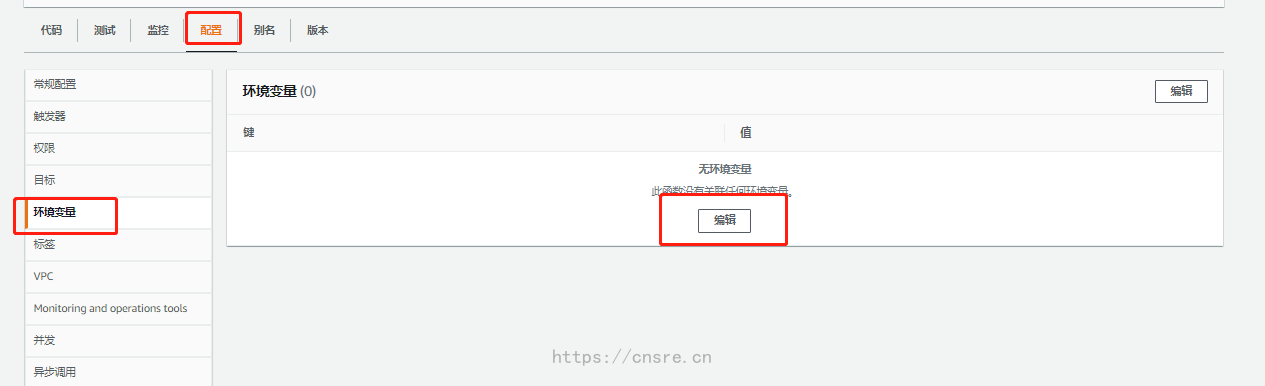 代码 测试 监控 配置 别名 版本
常规配置
触发器
权限
目标
环境变量
标签
VPC
Monitoring and operations tools
并发
异步调用
环境变量 (0) 编辑
键 值
无环境变量
此函数没有关联任何环境变量。
编辑
https://cnsre.cn